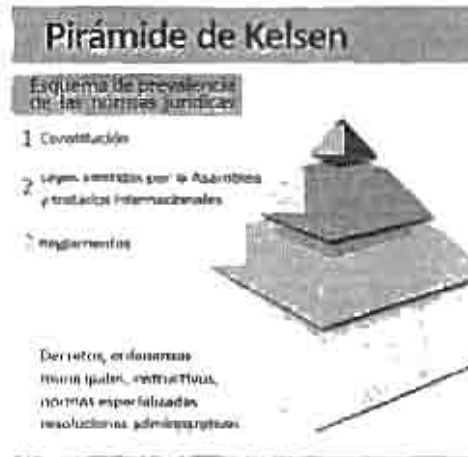 Pirámide de Kelsen
Esquema de prevalencia
de las normas jurídicas
1 Constitución
2 Leyes emitidas por la Asamblea
y tratados internacionales
3 Reglamentos
Decretos, ordenanzas
municipales, instructivos,
normas especializadas
resoluciones administrativas